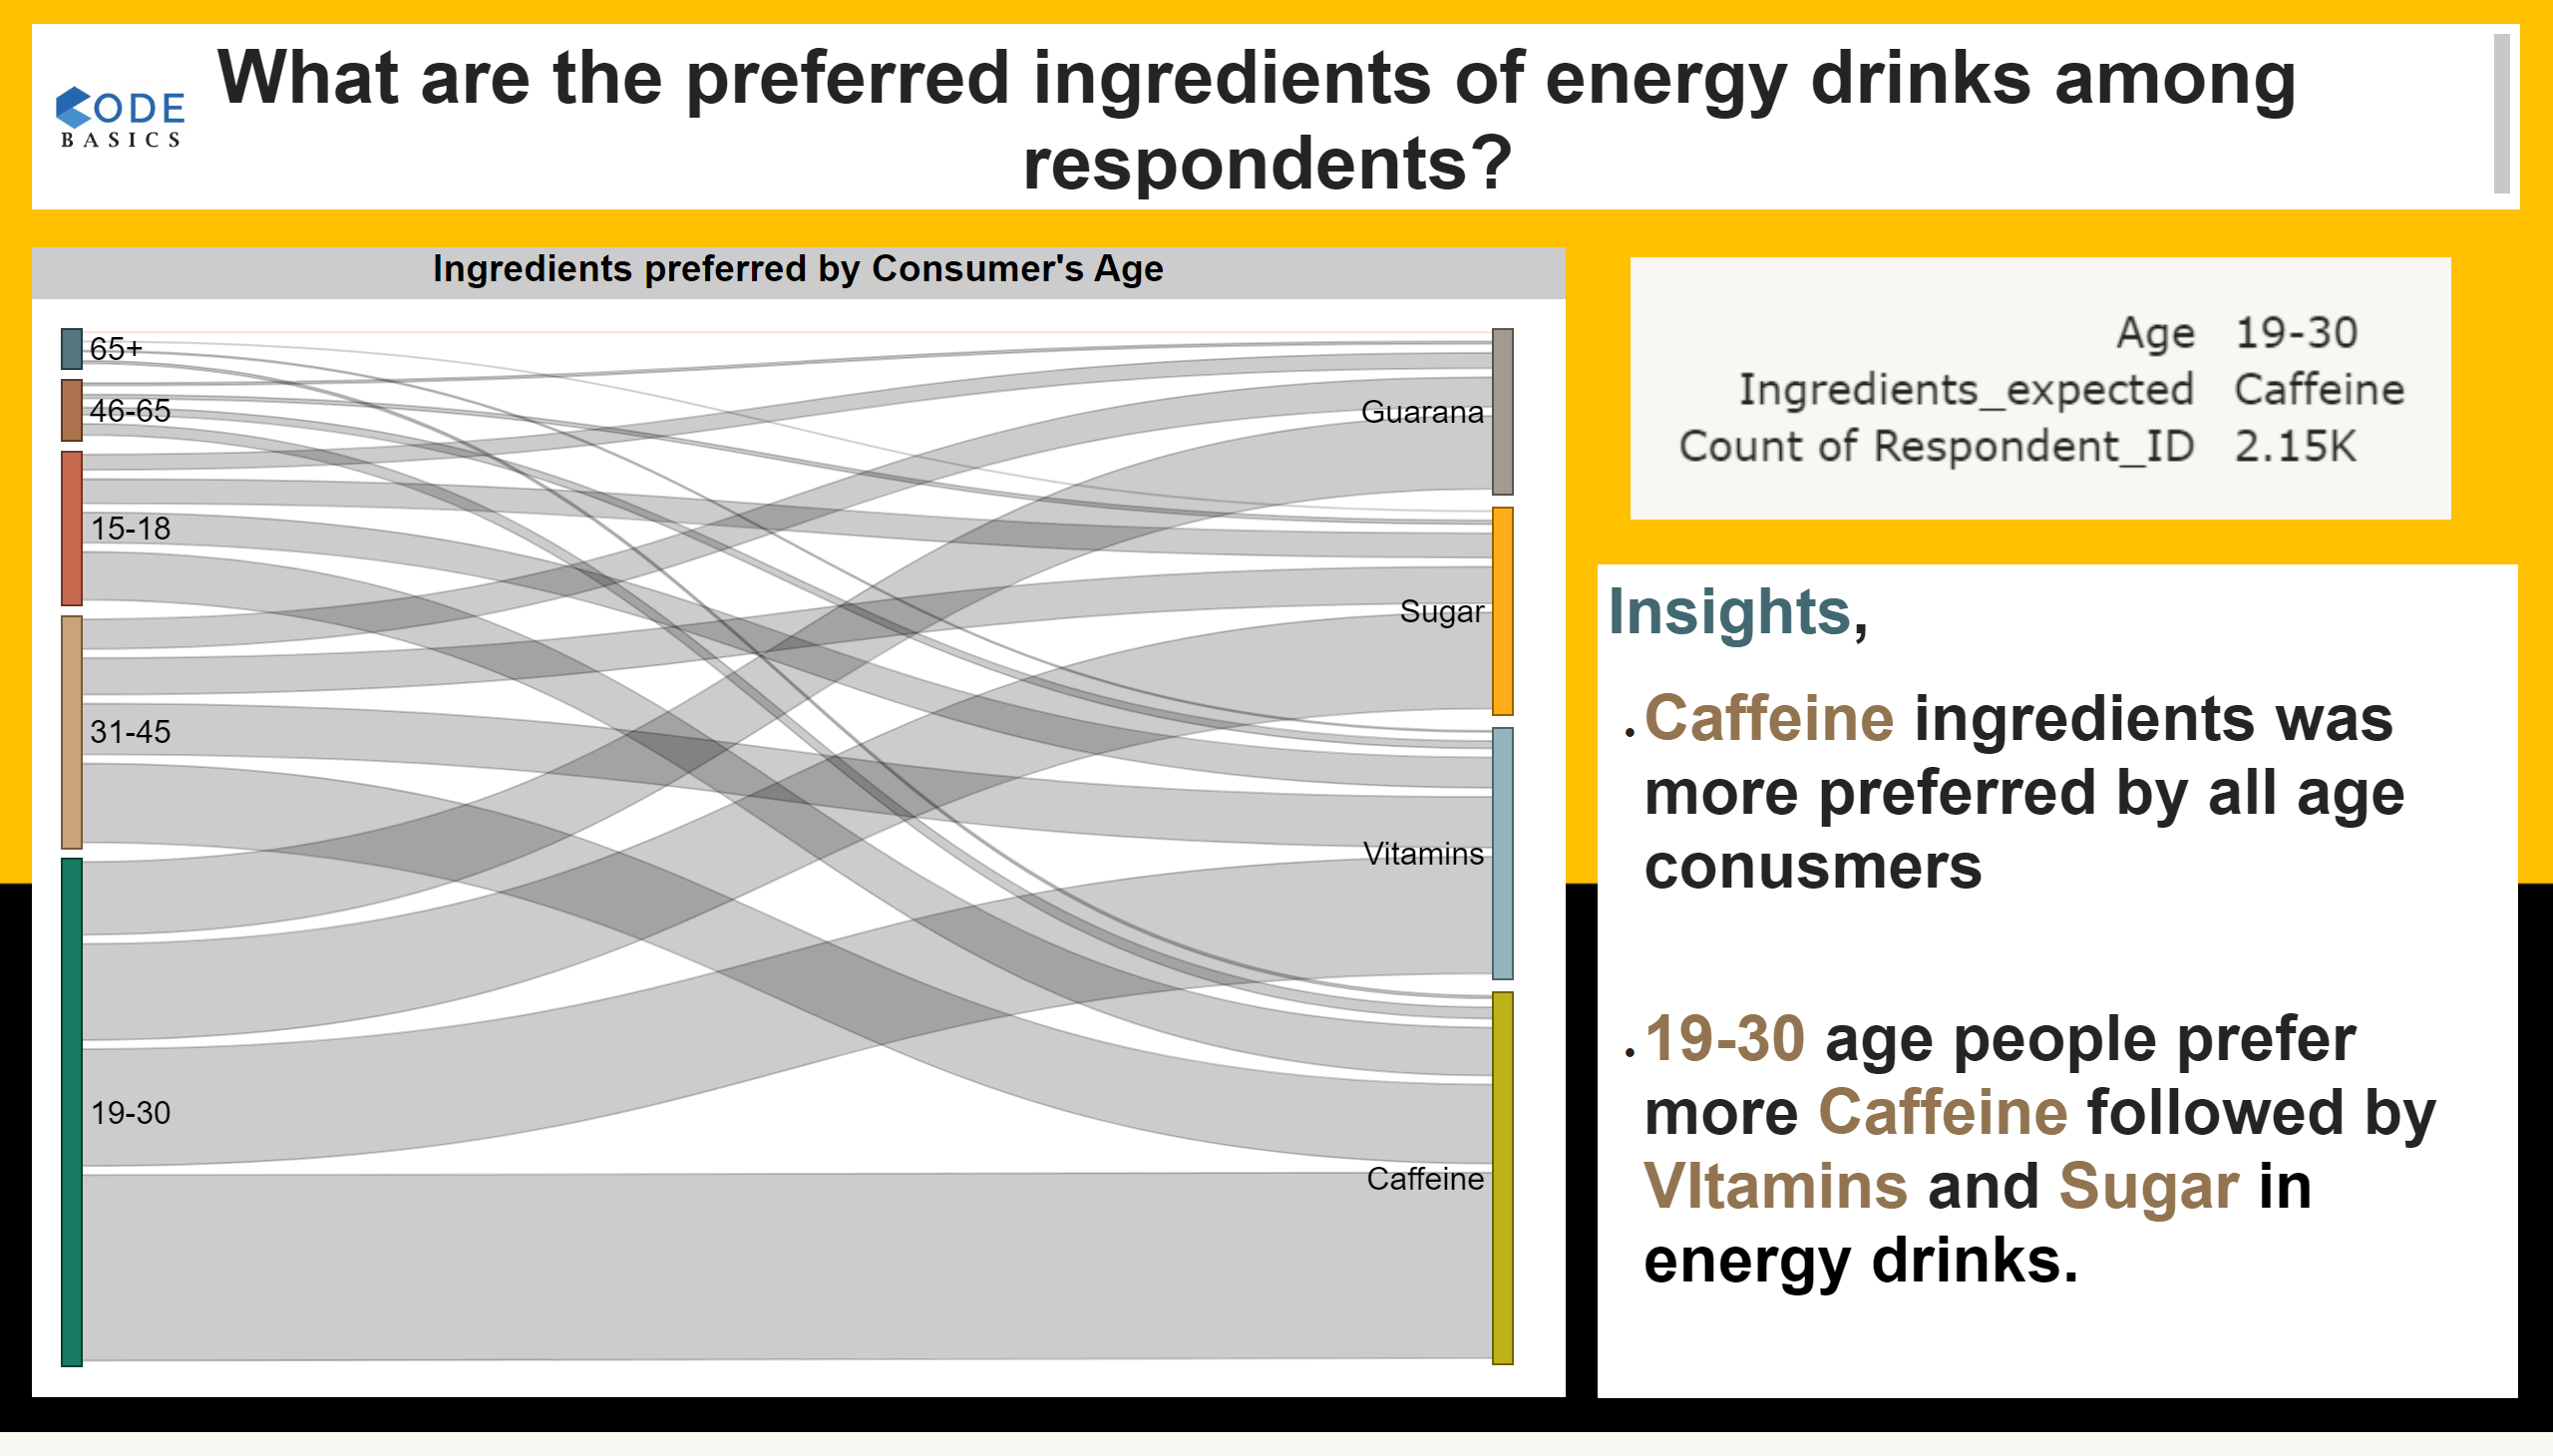 What are the preferred ingredients of energy drinks among
respondents?
CODE
BASICS
Ingredients preferred by Consumer's Age
65+
46-65
15-18
31-45
19-30
Guarana
Sugar
Vitamins
Caffeine
Age 19-30
Ingredients_expected Caffeine
Count of Respondent_ID 2.15K
Insights,
• Caffeine ingredients was
more preferred by all age
conusmers
• 19-30 age people prefer
more Caffeine followed by
VItamins and Sugar in
energy drinks.